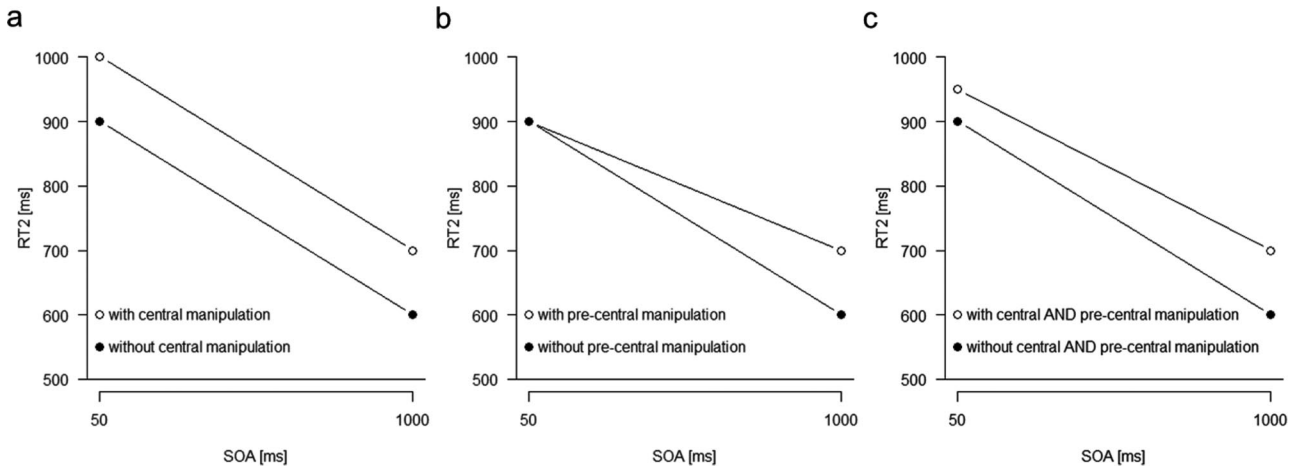 a
1000
900
800
700
600
500
RT2 [ms]
with central manipulation
without central manipulation
50
1000
SOA [ms]
b
1000
900
800
700
600
500
RT2 [ms]
with pre-central manipulation
without pre-central manipulation
50
1000
SOA [ms]
c
1000
900
800
700
600
500
RT2 [ms]
with central AND pre-central manipulation
without central AND pre-central manipulation
50
1000
SOA [ms]